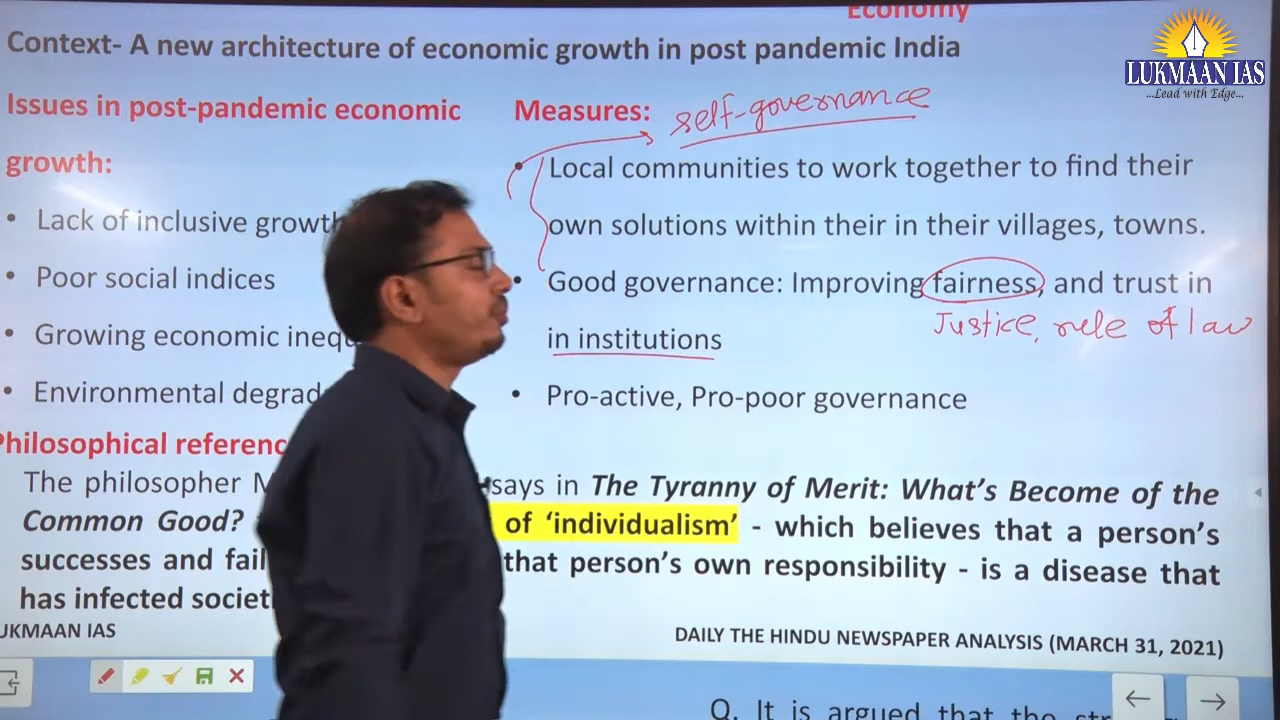 Economy
LUKMAAN IAS
...Lead with Edge...
Context- A new architecture of economic growth in post pandemic India
Issues in post-pandemic economic
growth:
• Lack of inclusive growth
• Poor social indices
• Growing economic inequ
• Environmental degrad
Measures:
self-governance
• Local communities to work together to find their
own solutions within their in their villages, towns.
• Good governance: Improving fairness, and trust in
Justice, rule of law
in institutions
• Pro-active, Pro-poor governance
Philosophical referenc
The philosopher M says in The Tyranny of Merit: What's Become of the
Common Good? of 'individualism' - which believes that a person's
successes and fail that person's own responsibility - is a disease that
has infected societ
UKMAAN IAS
DAILY THE HINDU NEWSPAPER ANALYSIS (MARCH 31, 2021)
Q. It is argued that the str